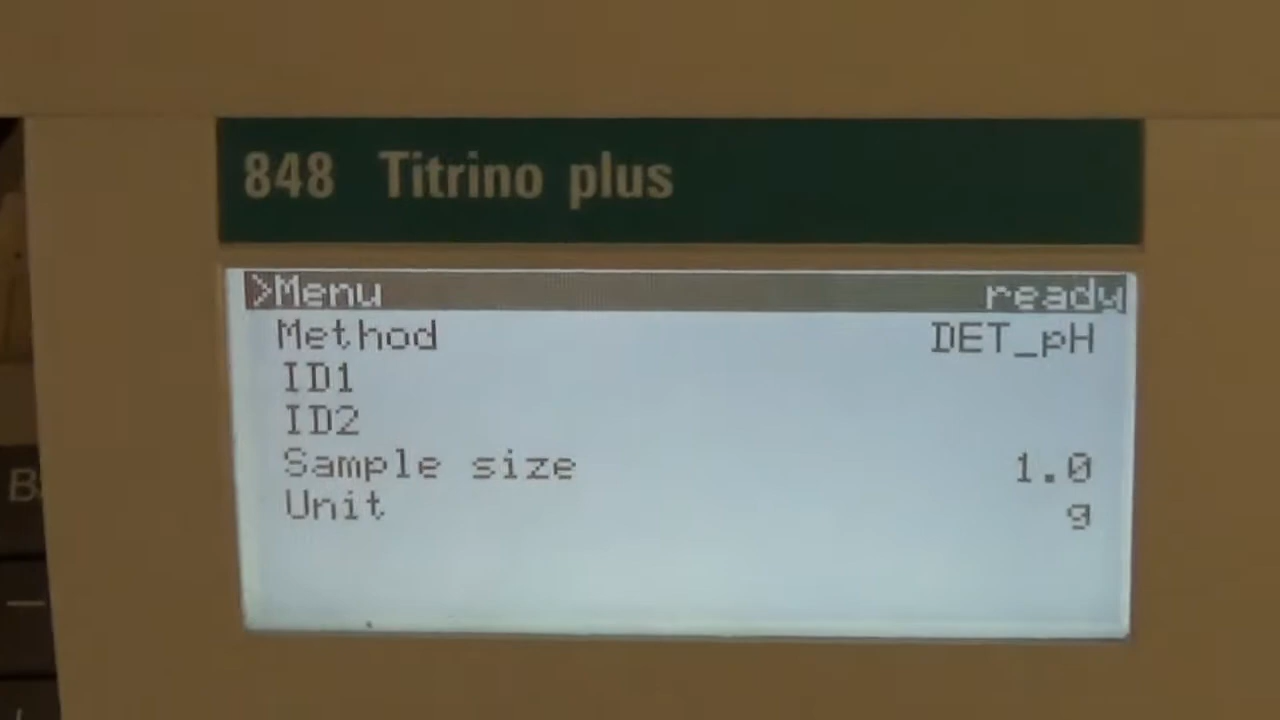 848 Titrino plus
>Menu ready
Method DET_pH
ID1
ID2
Sample size 1.0
Unit g
B